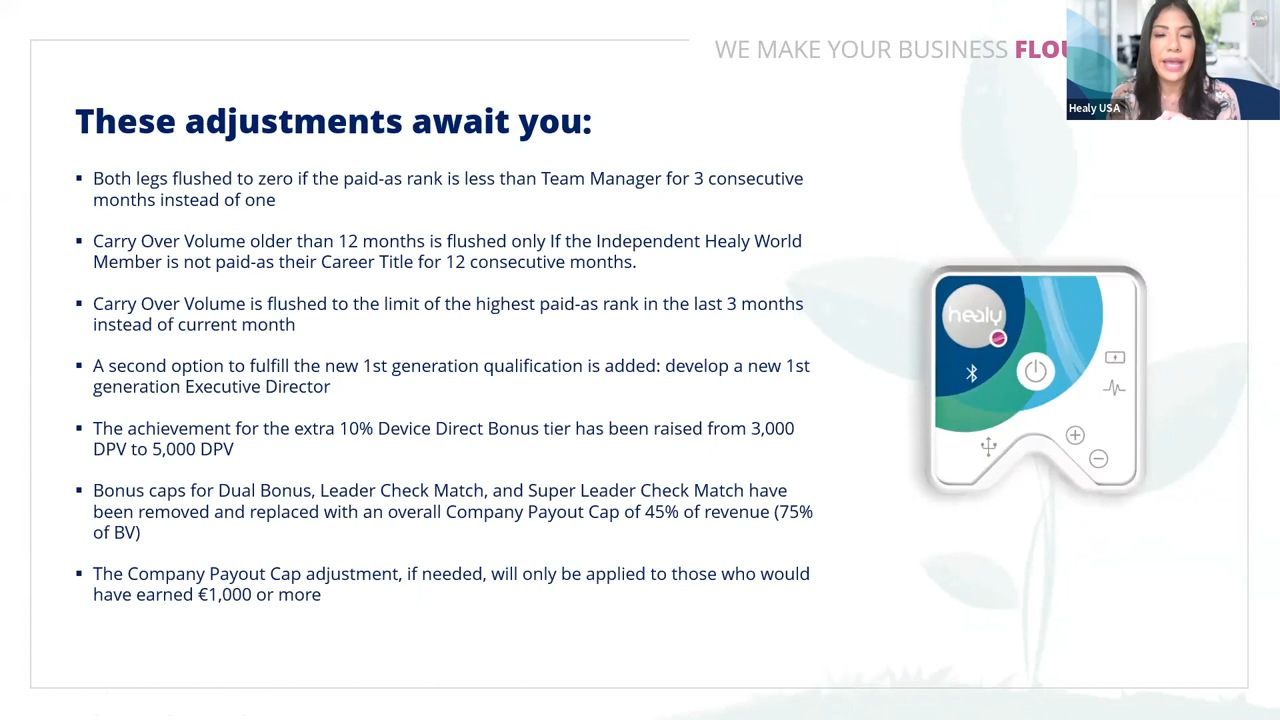 WE MAKE YOUR BUSINESS FLOU
Healy USA
These adjustments await you:
▪ Both legs flushed to zero if the paid-as rank is less than Team Manager for 3 consecutive
months instead of one
▪ Carry Over Volume older than 12 months is flushed only If the Independent Healy World
Member is not paid-as their Career Title for 12 consecutive months.
▪ Carry Over Volume is flushed to the limit of the highest paid-as rank in the last 3 months
instead of current month
▪ A second option to fulfill the new 1st generation qualification is added: develop a new 1st
generation Executive Director
▪ The achievement for the extra 10% Device Direct Bonus tier has been raised from 3,000
DPV to 5,000 DPV
▪ Bonus caps for Dual Bonus, Leader Check Match, and Super Leader Check Match have
been removed and replaced with an overall Company Payout Cap of 45% of revenue (75%
of BV)
▪ The Company Payout Cap adjustment, if needed, will only be applied to those who would
have earned €1,000 or more
healy